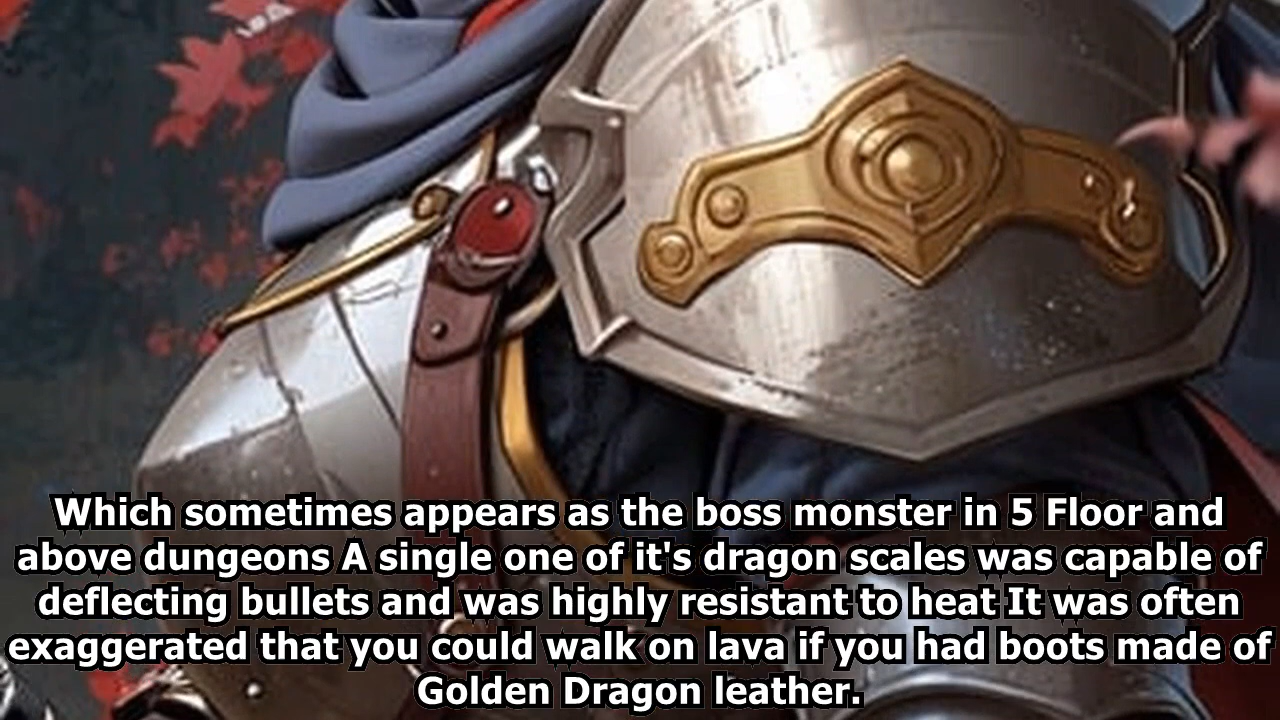 Which sometimes appears as the boss monster in 5 Floor and
above dungeons A single one of it's dragon scales was capable of
deflecting bullets and was highly resistant to heat It was often
exaggerated that you could walk on lava if you had boots made of
Golden Dragon leather.